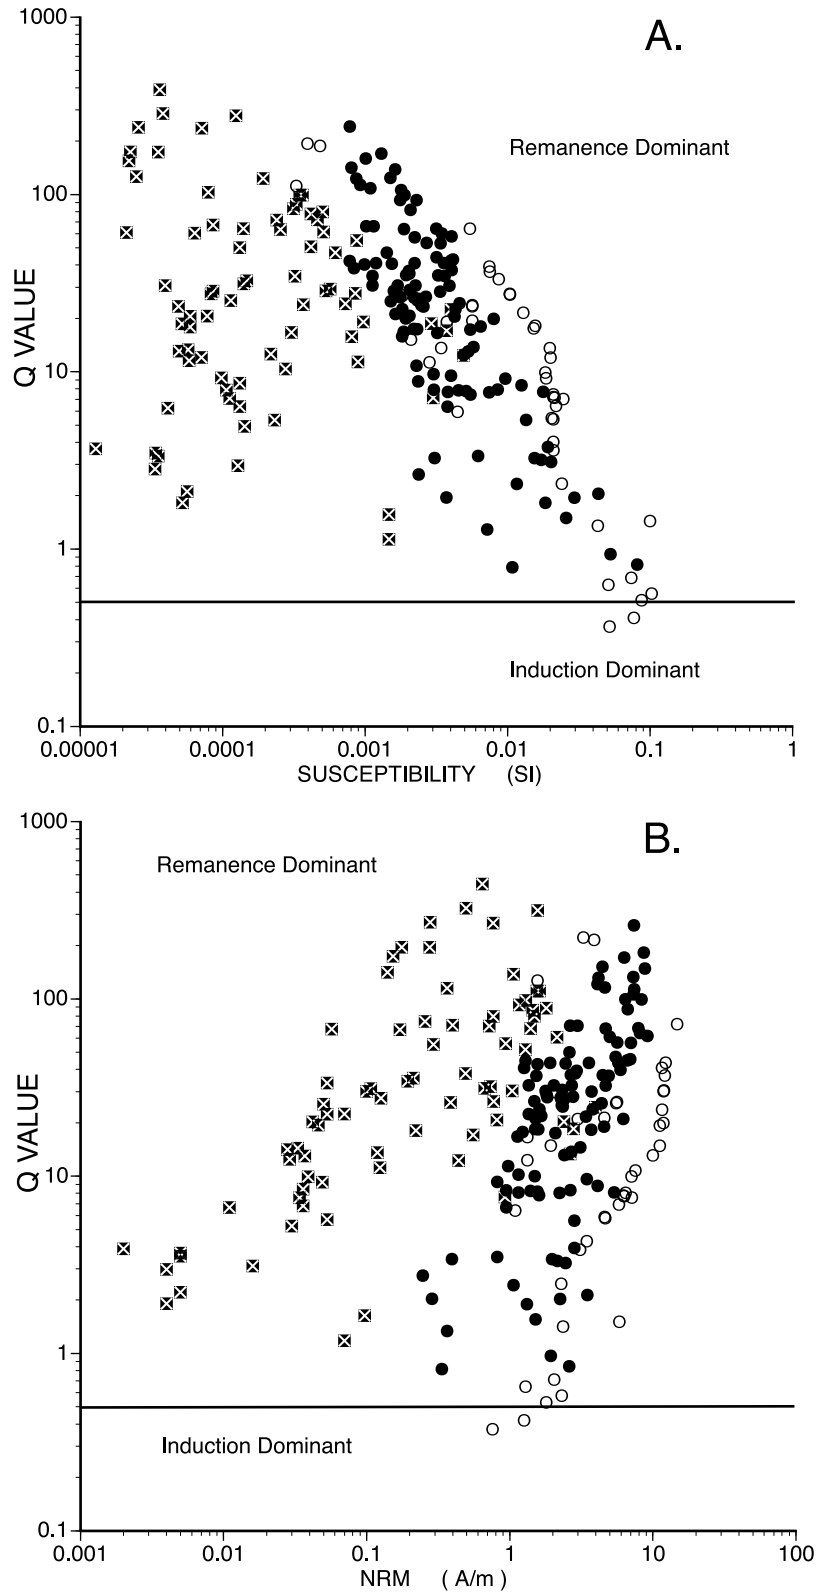 1000
A.
Remanence Dominant
100
Q VALUE
10
1
Induction Dominant
0.1
0.00001 0.0001 0.001 0.01 0.1 1
SUSCEPTIBILITY (SI)
1000
B.
Remanence Dominant
100
Q VALUE
10
1
Induction Dominant
0.1
0.001 0.01 0.1 1 10 100
NRM ( A/m )